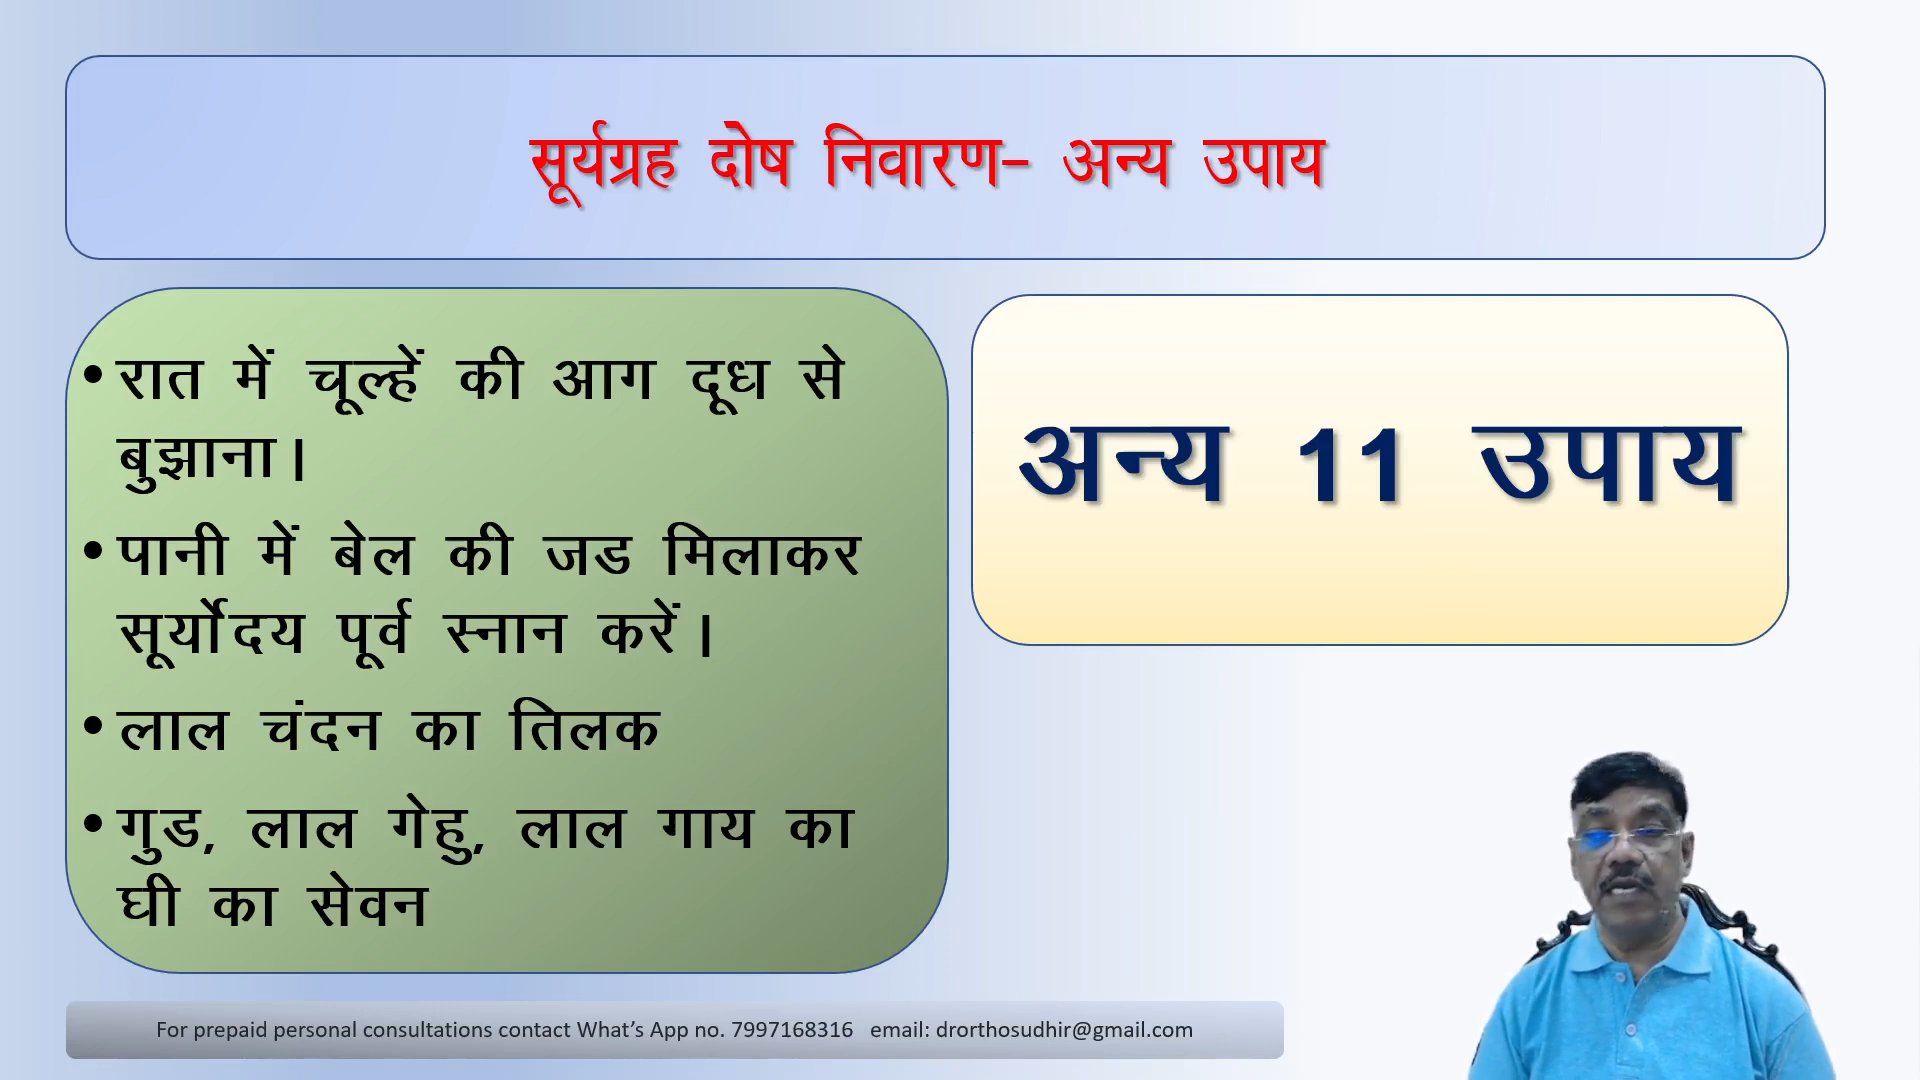 सूर्यग्रह दोष निवारण- अन्य उपाय
• रात में चूल्हें की आग दूध से
बुझाना।
• पानी में बेल की जड मिलाकर
सूर्योदय पूर्व स्नान करें।
• लाल चंदन का तिलक
• गुड, लाल गेहु, लाल गाय का
घी का सेवन
अन्य 11 उपाय
For prepaid personal consultations contact What’s App no. 7997168316 email: drorthosudhir@gmail.com